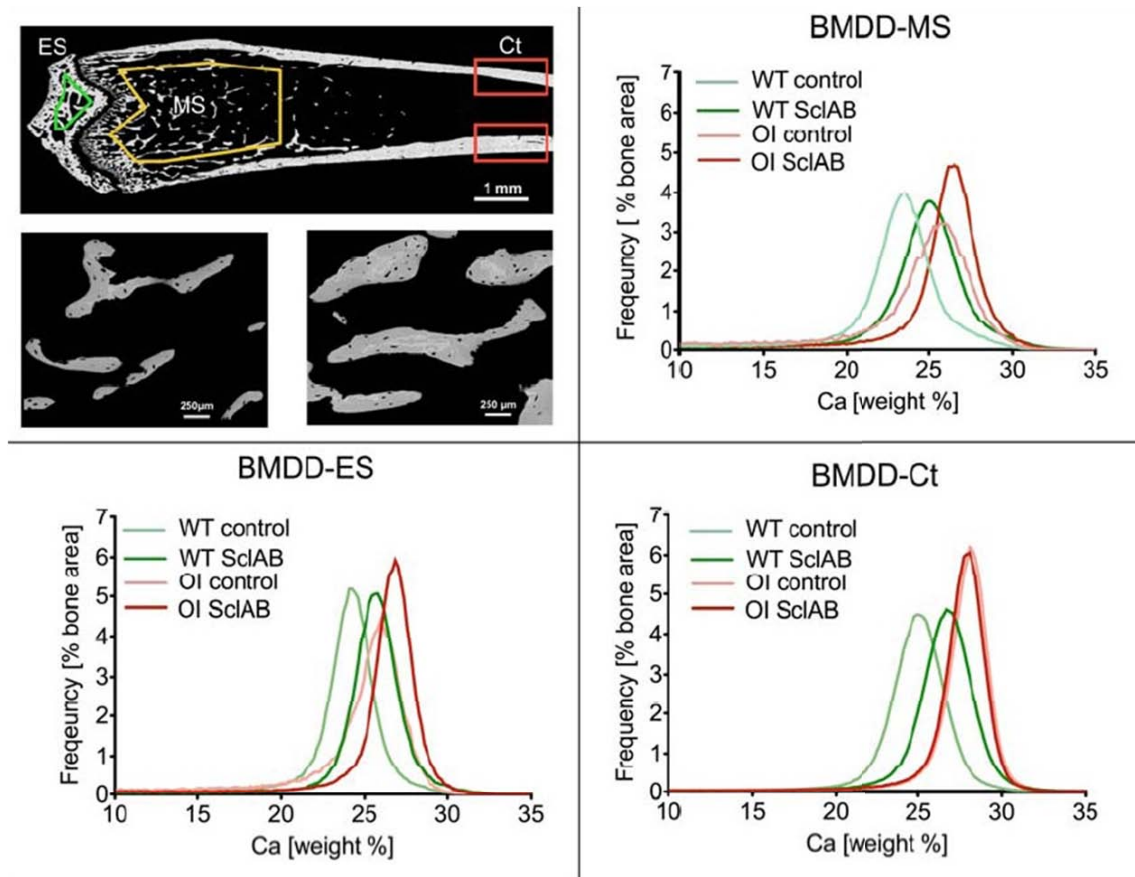 ES
Ct
MS
1 mm
250µm
250 µm
BMDD-MS
WT control
WT SclAB
OI control
OI SclAB
Freqeuncy [ % bone area]
7
6
5
4
3
2
1
0
10 15 20 25 30 35
Ca [weight %]
BMDD-ES
WT control
WT SclAB
OI control
OI SclAB
Freqeuncy [% bone area]
7
6
5
4
3
2
1
0
10 15 20 25 30 35
Ca [weight %]
BMDD-Ct
WT control
WT SclAB
OI control
OI SclAB
Frequency [% bone area]
7
6
5
4
3
2
1
0
10 15 20 25 30 35
Ca [weight %]